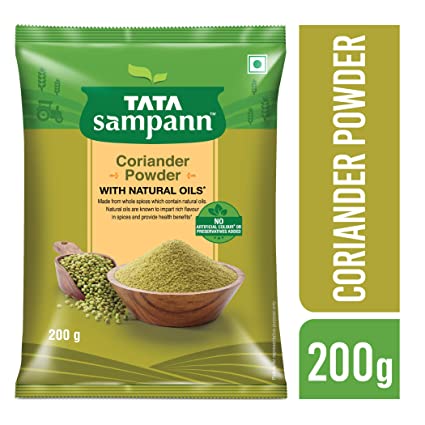 TATA
sampann™
Coriander
Powder
WITH NATURAL OILS*
Made from whole spices which contain natural oils.
Natural oils are known to impart rich flavour
in spices and provide health benefits*.
NO
ARTIFICIAL COLOUR* OR
PRESERVATIVES ADDED
200 g
CORIANDER POWDER
200g